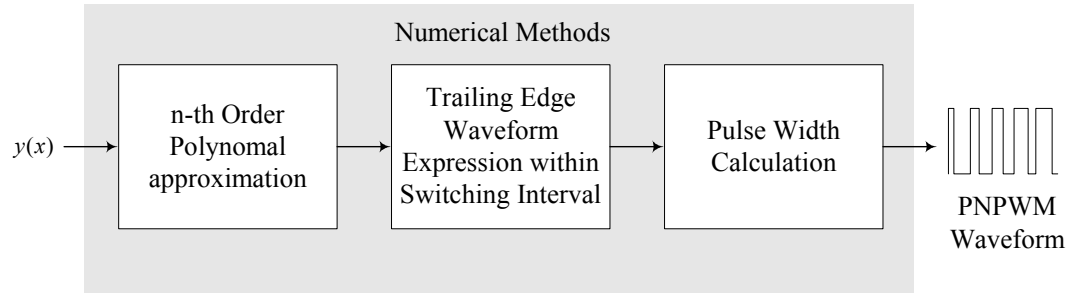 Numerical Methods
y(x)
n-th Order
Polynomal
approximation
Trailing Edge
Waveform
Expression within
Switching Interval
Pulse Width
Calculation
PNPWM
Waveform